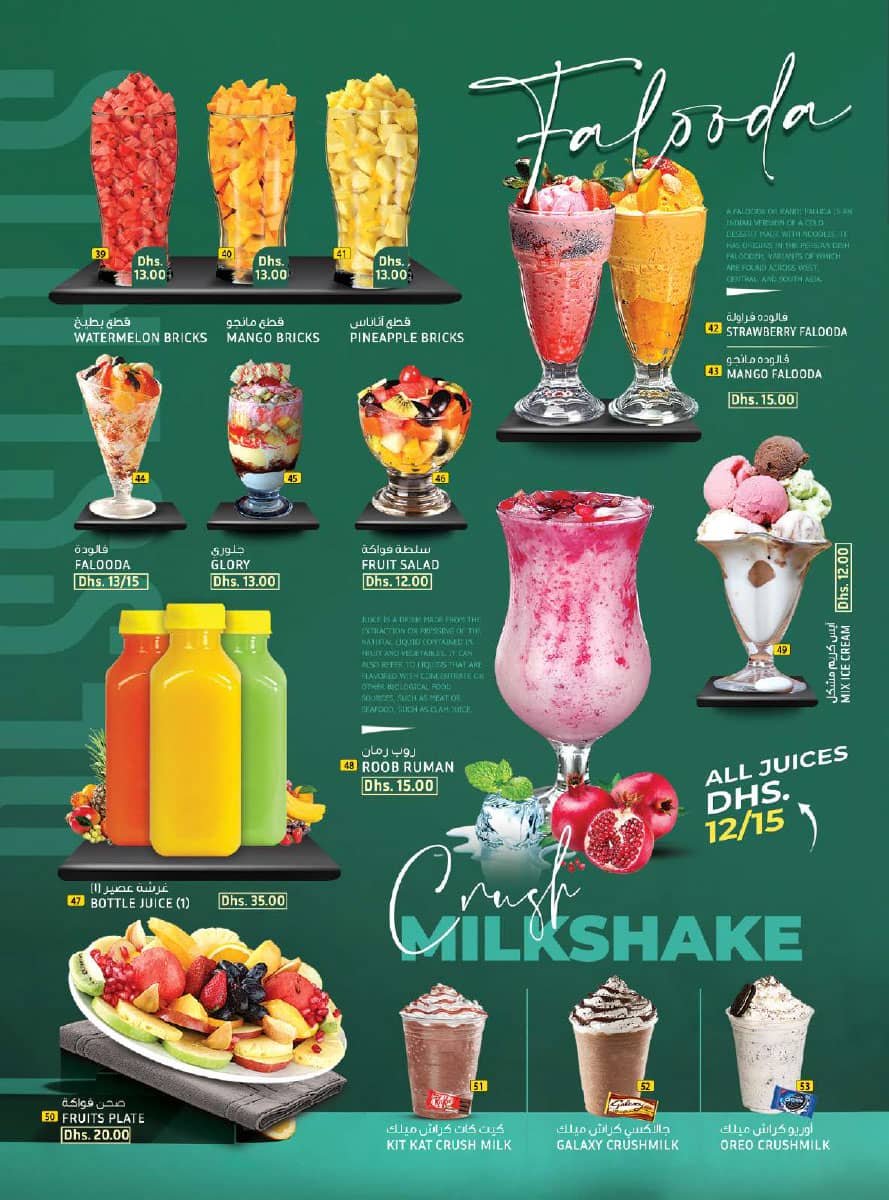 Falooda
39
Dhs.
13.00
40
Dhs.
13.00
41
Dhs.
13.00
قطع بطيخ
WATERMELON BRICKS
قطع مانجو
MANGO BRICKS
قطع أناناس
PINEAPPLE BRICKS
A FALOODA OR RANIL FALUDA IS AN
INDIAN VERSION OF A COLD
DESSERT MADE WITH NOODLES. IT
HAS ORIGINS IN THE PERSIAN DISH
FALOODEH, VARIANTS OF WHICH
ARE FOUND ACROSS WEST,
CENTRAL, AND SOUTH ASIA.
فالوده فراولة
42 STRAWBERRY FALOODA
فالوده مانجو
43 MANGO FALOODA
Dhs. 15.00
44
فالودة
FALOODA
Dhs. 13/15
45
جلوري
GLORY
Dhs. 13.00
46
سلطة فواكة
FRUIT SALAD
Dhs. 12.00
JUICE IS A DRINK MADE FROM THE
EXTRACTION OR PRESSING OF THE
NATURAL LIQUID CONTAINED IN
FRUIT AND VEGETABLES. IT CAN
ALSO REFER TO LIQUIDS THAT ARE
FLAVORED WITH CONCENTRATE OR
OTHER BIOLOGICAL FOOD
SOURCES, SUCH AS MEAT OR
SEAFOOD, SUCH AS CLAM JUICE.
روب رمان
48 ROOB RUMAN
Dhs. 15.00
49
ايس كريم مشكل
MIX ICE CREAM
Dhs. 12.00
ALL JUICES
DHS.
12/15
غرشة عصير (١)
47 BOTTLE JUICE (1)
Dhs. 35.00
Crush
MILKSHAKE
صحن فواكة
50 FRUITS PLATE
Dhs. 20.00
51
KitKat
كيت كات كراش ميلك
KIT KAT CRUSH MILK
52
Galaxy
جالاكسي كراش ميلك
GALAXY CRUSHMILK
53
OREO
أوريو كراش ميلك
OREO CRUSHMILK